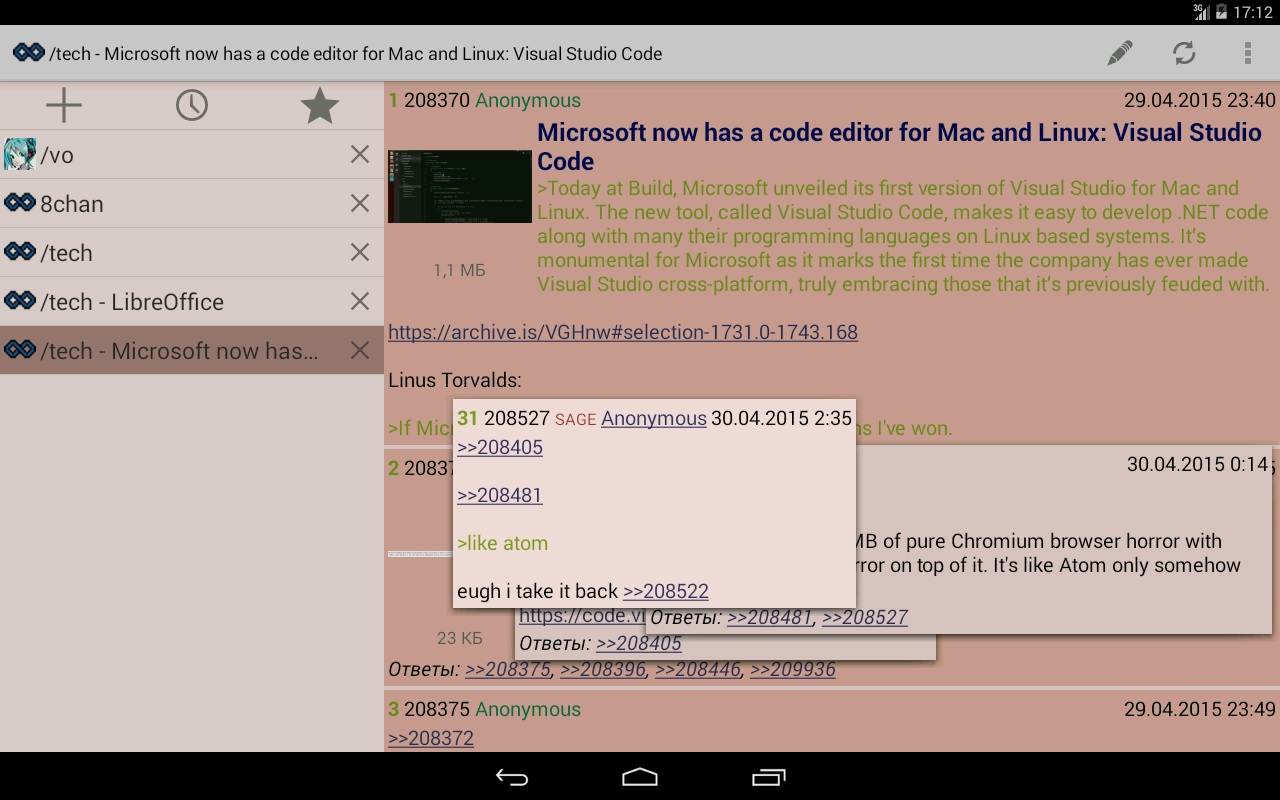 3G 17:12
/tech - Microsoft now has a code editor for Mac and Linux: Visual Studio Code
/vo
8chan
/tech
/tech - LibreOffice
/tech - Microsoft now has...
1 208370 Anonymous 29.04.2015 23:40
Microsoft now has a code editor for Mac and Linux: Visual Studio
Code
>Today at Build, Microsoft unveiled its first version of Visual Studio for Mac and
Linux. The new tool, called Visual Studio Code, makes it easy to develop .NET code
along with many their programming languages on Linux based systems. It’s
monumental for Microsoft as it marks the first time the company has ever made
Visual Studio cross-platform, truly embracing those that it’s previously feuded with.
1,1 МБ
https://archive.is/VGHnw#selection-1731.0-1743.168
Linus Torvalds:
>If Mic
I've won.
31 208527 SAGE Anonymous 30.04.2015 2:35
>>208405
>>208481
>like atom
eugh i take it back >>208522
2 20837
30.04.2015 0:14
MB of pure Chromium browser horror with
on top of it. It's like Atom only somehow
https://code.vi
Ответы: >>208481, >>208527
Ответы: >>208405
23 КБ
Ответы: >>208375, >>208396, >>208446, >>209936
3 208375 Anonymous 29.04.2015 23:49
>>208372